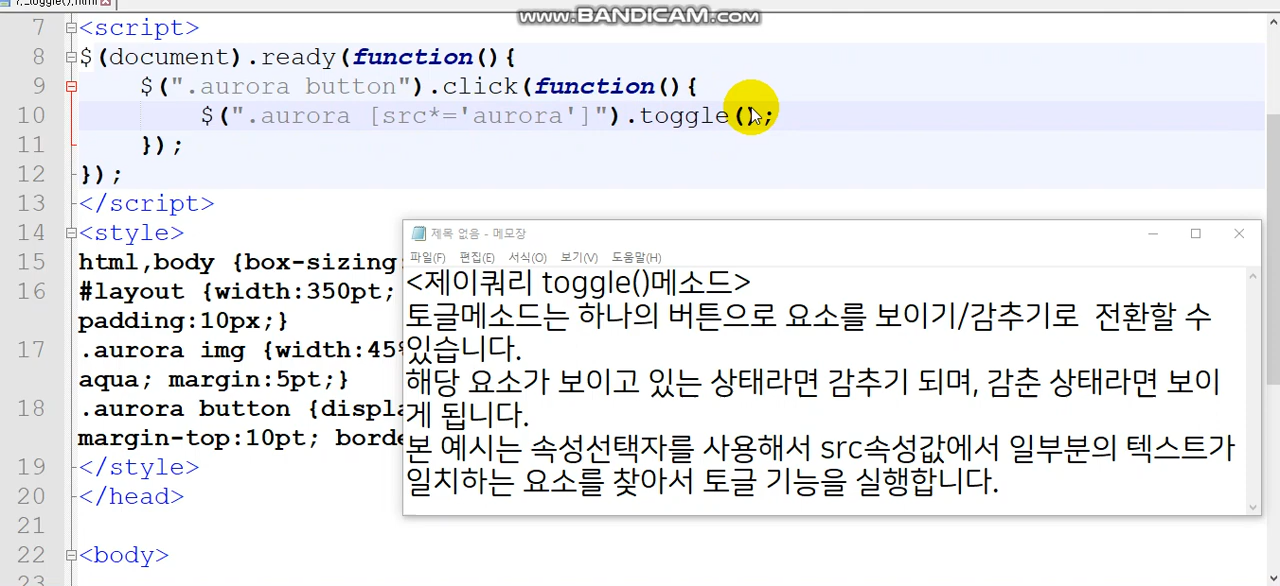 7,_toggle(),html
www.BANDICAM.com
7 <script>
8 $(document).ready(function(){
9 $(".aurora button").click(function(){
10 $(".aurora [src*='aurora']").toggle();
11 });
12 });
13 </script>
14 <style>
15 html,body {box-sizing:
16 #layout {width:350pt;
padding:10px;}
17 .aurora img {width:45%
aqua; margin:5pt;}
18 .aurora button {displa
margin-top:10pt; borde
19 </style>
20 </head>
21
22 <body>
23
제목 없음 - 메모장
파일(F) 편집(E) 서식(O) 보기(V) 도움말(H)
<제이쿼리 toggle()메소드>
토글메소드는 하나의 버튼으로 요소를 보이기/감추기로 전환할 수
있습니다.
해당 요소가 보이고 있는 상태라면 감추기 되며, 감춘 상태라면 보이
게 됩니다.
본 예시는 속성선택자를 사용해서 src속성값에서 일부분의 텍스트가
일치하는 요소를 찾아서 토글 기능을 실행합니다.